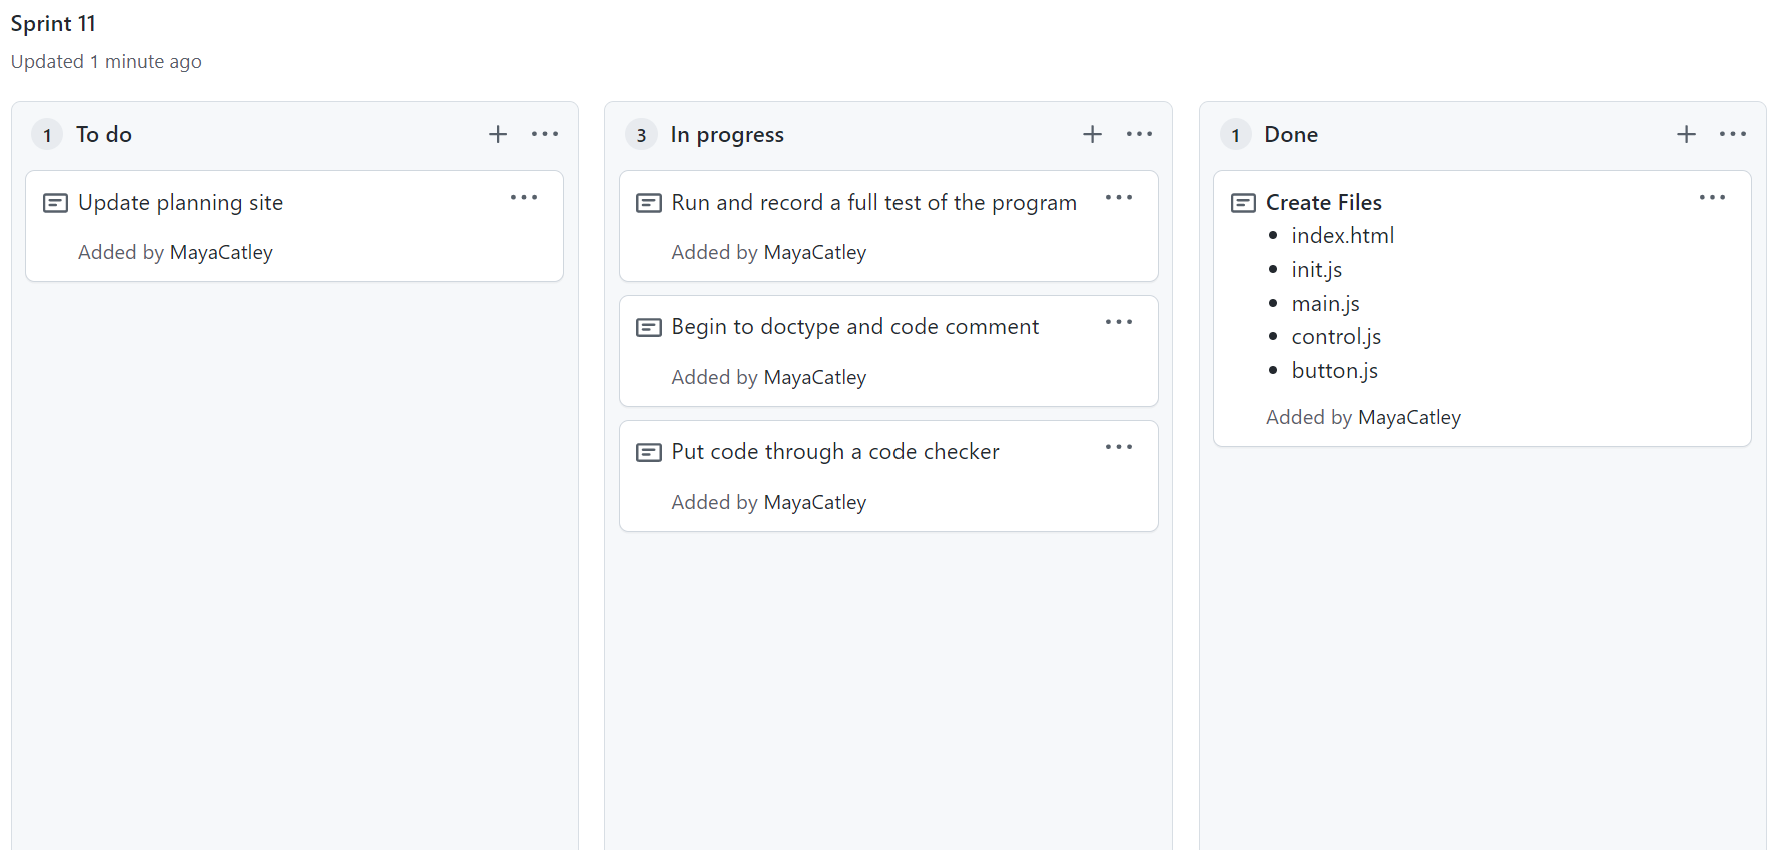 Sprint 11
Updated 1 minute ago
1 To do
Update planning site
Added by MayaCatley
3 In progress
Run and record a full test of the program
Added by MayaCatley
Begin to doctype and code comment
Added by MayaCatley
Put code through a code checker
Added by MayaCatley
1 Done
Create Files
index.html
init.js
main.js
control.js
button.js
Added by MayaCatley